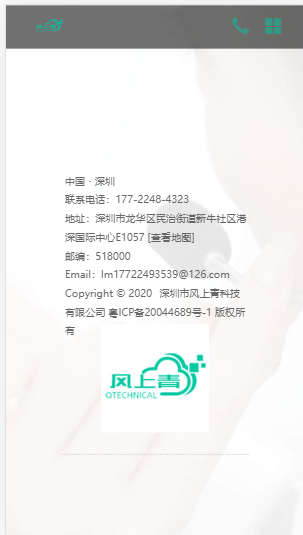 风上青
中国 · 深圳
联系电话：177-2248-4323
地址：深圳市龙华区民治街道新牛社区港
深国际中心E1057 [查看地图]
邮编：518000
Email：lm17722493539@126.com
Copyright © 2020 深圳市风上青科技
有限公司 粤ICP备20044689号-1 版权所
有
风上青
QTECHNICAL